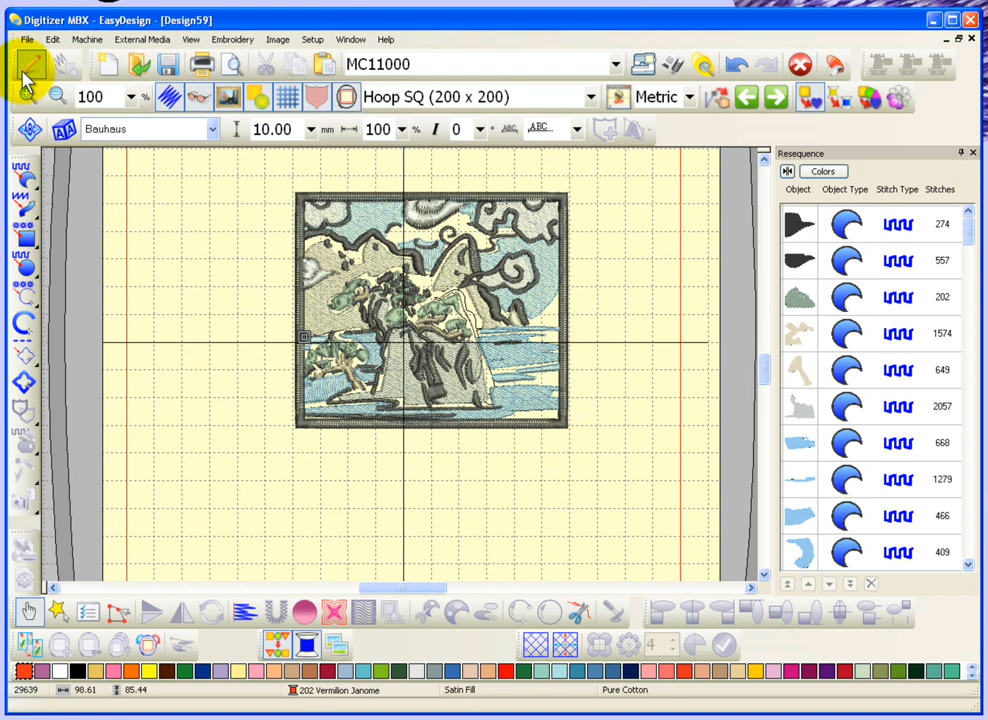 Digitizer MBX - EasyDesign - [Design59]
File Edit Machine External Media View Embroidery Image Setup Window Help
MC11000
100 % Hoop SQ (200 x 200) Metric
Bauhaus 10.00 mm 100 % I 0 ° ABC ABC...
Resequence
Colors
Object Object Type Stitch Type Stitches
274
557
202
1574
649
2057
668
1279
466
409
4
29639 98.61 85.44 202 Vermilion Janome Satin Fill Pure Cotton